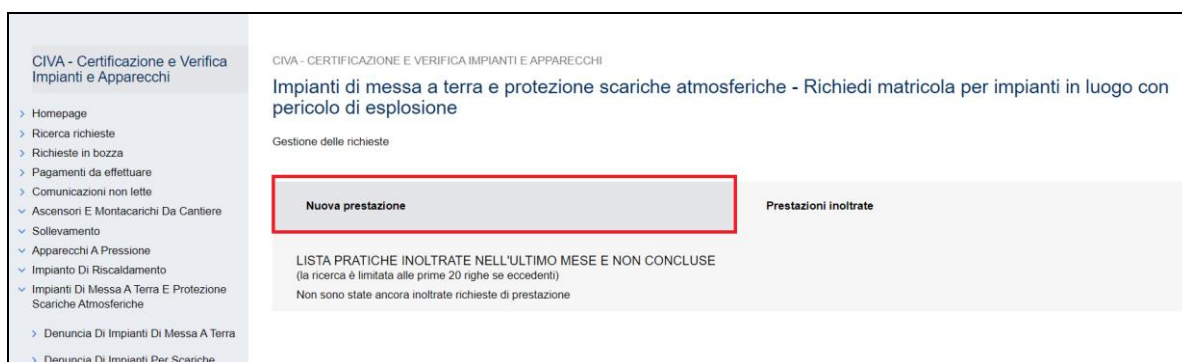 CIVA - Certificazione e Verifica
Impianti e Apparecchi
Homepage
Ricerca richieste
Richieste in bozza
Pagamenti da effettuare
Comunicazioni non lette
Ascensori E Montacarichi Da Cantiere
Sollevamento
Apparecchi A Pressione
Impianto Di Riscaldamento
Impianti Di Messa A Terra E Protezione
Scariche Atmosferiche
Denuncia Di Impianti Di Messa A Terra
Denuncia Di Impianti Per Scariche
CIVA - CERTIFICAZIONE E VERIFICA IMPIANTI E APPARECCHI
Impianti di messa a terra e protezione scariche atmosferiche - Richiedi matricola per impianti in luogo con
pericolo di esplosione
Gestione delle richieste
Nuova prestazione
Prestazioni inoltrate
LISTA PRATICHE INOLTRATE NELL'ULTIMO MESE E NON CONCLUSE
(la ricerca è limitata alle prime 20 righe se eccedenti)
Non sono state ancora inoltrate richieste di prestazione